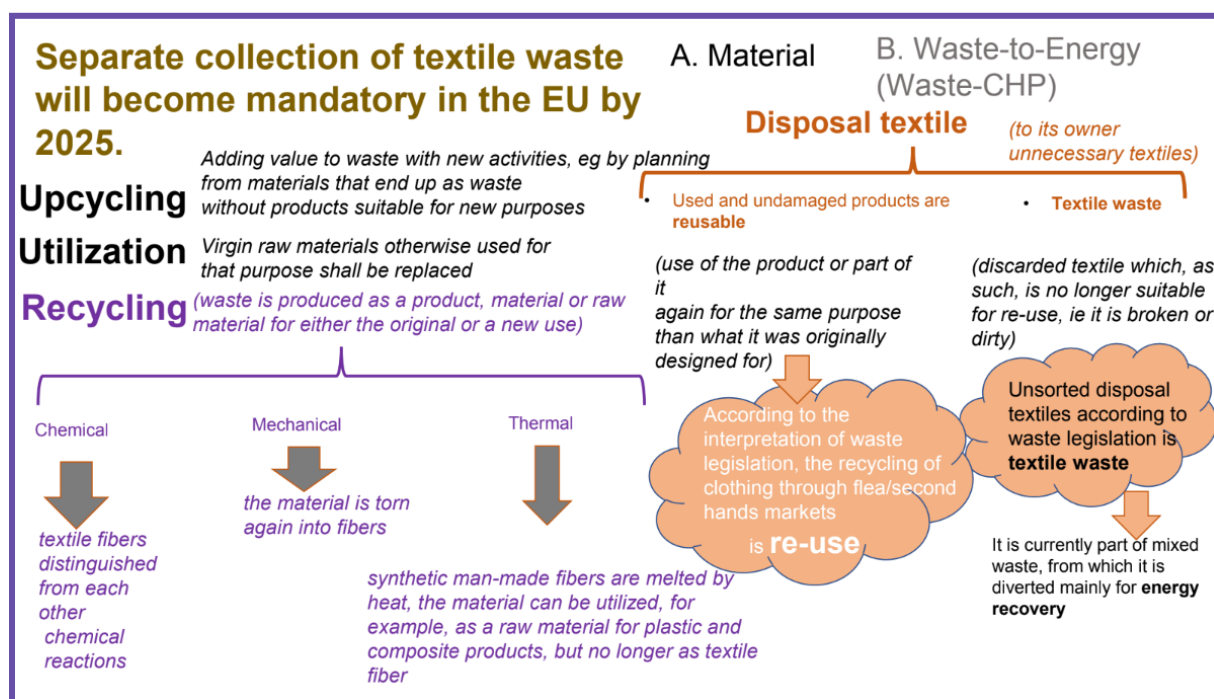 Separate collection of textile waste
will become mandatory in the EU by
2025.
A. Material
B. Waste-to-Energy
(Waste-CHP)
Disposal textile
(to its owner
unnecessary textiles)
Upcycling
Adding value to waste with new activities, eg by planning
from materials that end up as waste
without products suitable for new purposes
Utilization
Virgin raw materials otherwise used for
that purpose shall be replaced
Recycling
(waste is produced as a product, material or raw
material for either the original or a new use)
Chemical
textile fibers
distinguished
from each
other
chemical
reactions
Mechanical
the material is torn
again into fibers
Thermal
synthetic man-made fibers are melted by
heat, the material can be utilized, for
example, as a raw material for plastic and
composite products, but no longer as textile
fiber
• Used and undamaged products are
reusable
(use of the product or part of
it
again for the same purpose
than what it was originally
designed for)
According to the
interpretation of waste
legislation, the recycling of
clothing through flea/second
hands markets
is re-use
• Textile waste
(discarded textile which, as
such, is no longer suitable
for re-use, ie it is broken or
dirty)
Unsorted disposal
textiles according to
waste legislation is
textile waste
It is currently part of mixed
waste, from which it is
diverted mainly for energy
recovery